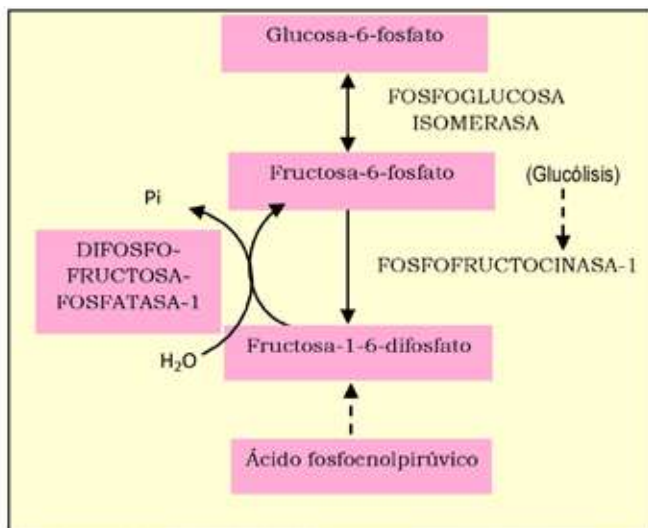 Glucosa-6-fosfato
FOSFOGLUCOSA
ISOMERASA
Fructosa-6-fosfato
(Glucólisis)
Pi
DIFOSFO-
FRUCTOSA-
FOSFATASA-1
FOSFOFRUCTOCINASA-1
H₂O
Fructosa-1-6-difosfato
Ácido fosfoenolpirúvico